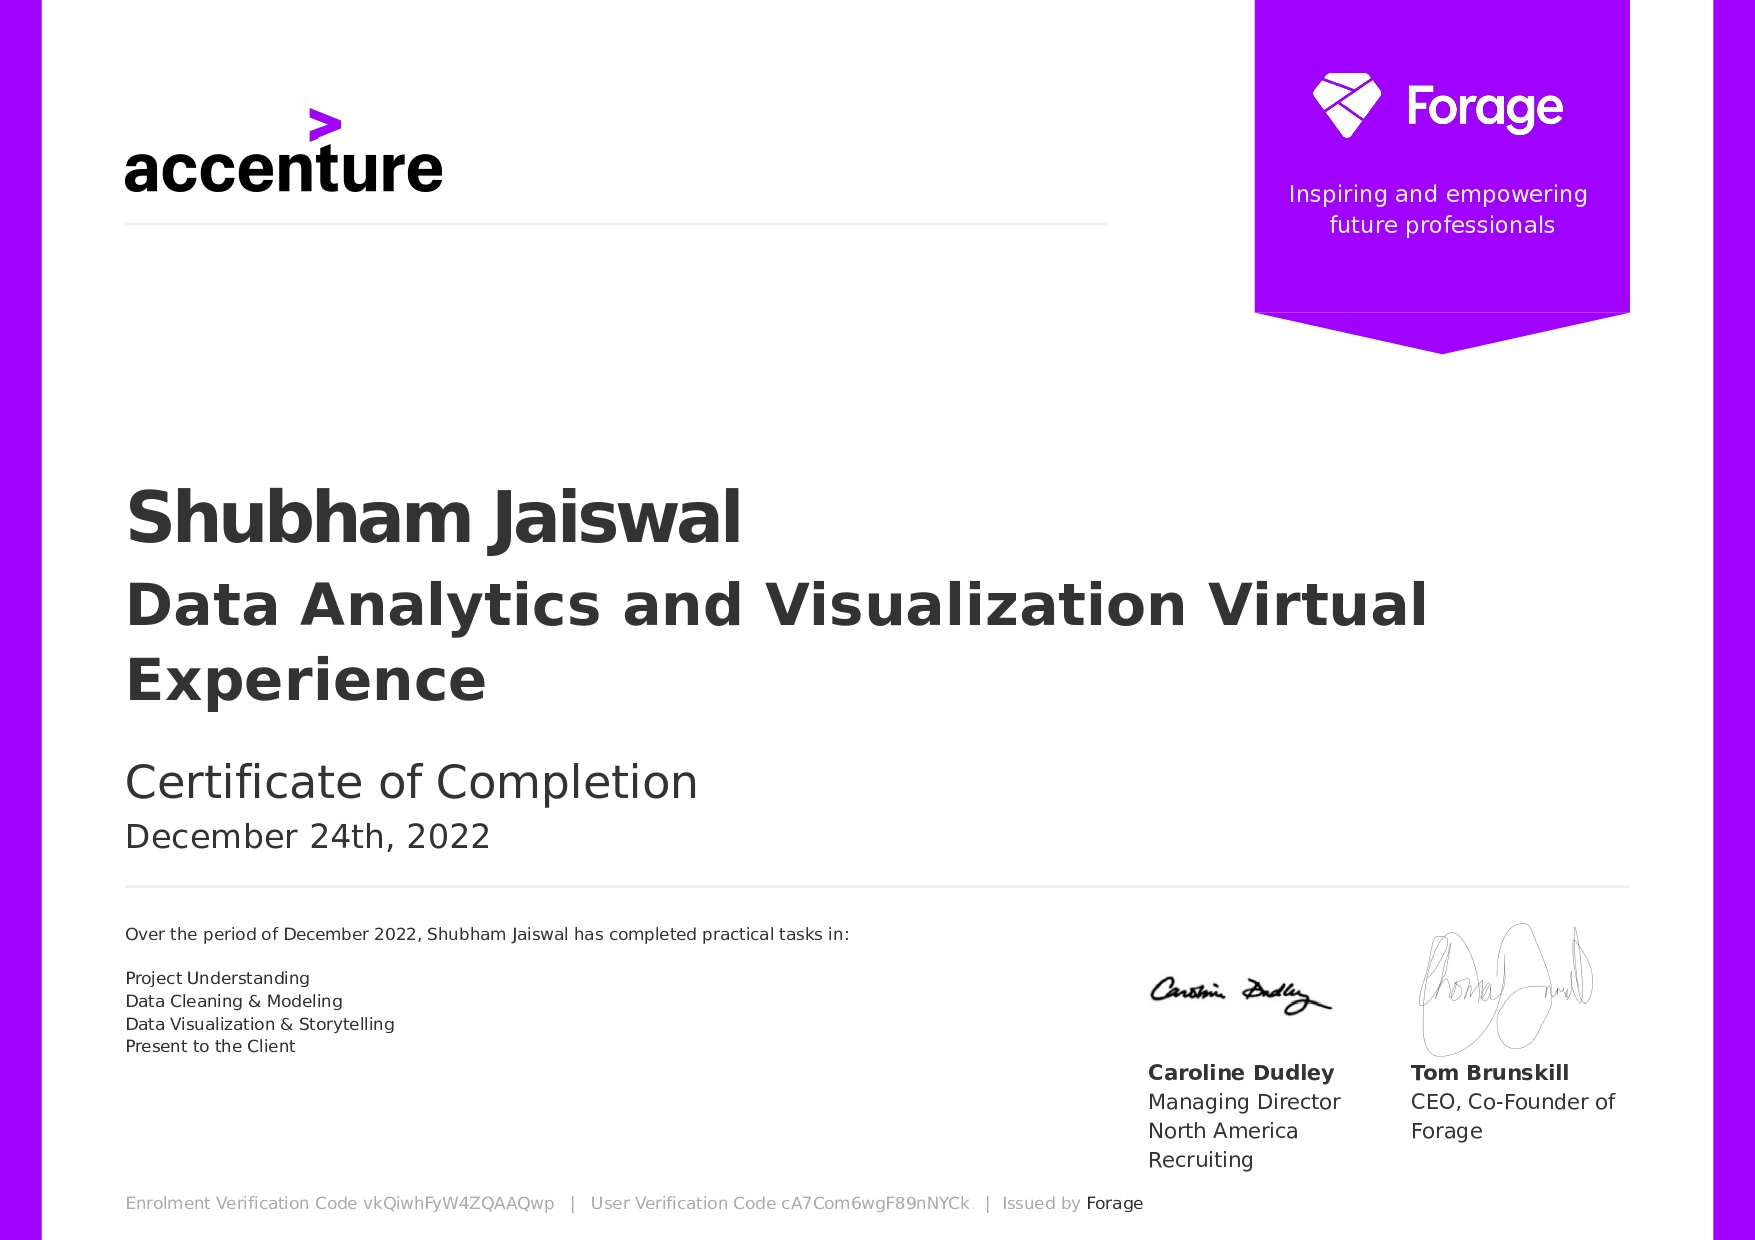 >
accenture
Forage
Inspiring and empowering
future professionals
Shubham Jaiswal
Data Analytics and Visualization Virtual
Experience
Certificate of Completion
December 24th, 2022
Over the period of December 2022, Shubham Jaiswal has completed practical tasks in:
Project Understanding
Data Cleaning & Modeling
Data Visualization & Storytelling
Present to the Client
Caroline Dudley
Caroline Dudley
Managing Director
North America
Recruiting
Tom Brunskill
CEO, Co-Founder of
Forage
Enrolment Verification Code vkQiwhFyW4ZQAAQwp | User Verification Code cA7Com6wgF89nNYCk | Issued by Forage